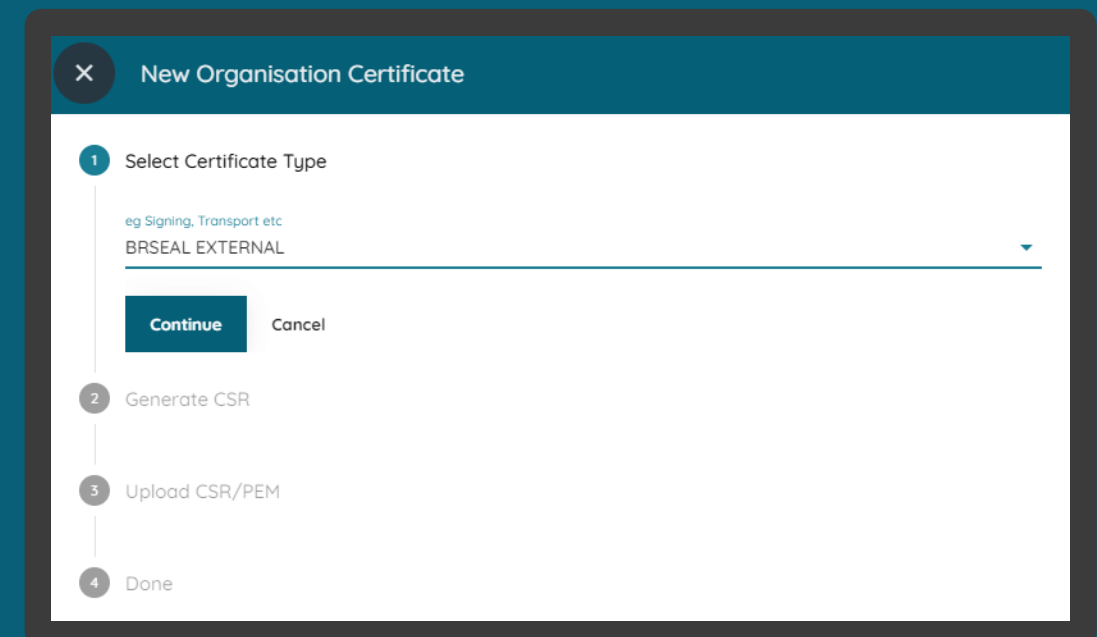 New Organisation Certificate
1 Select Certificate Type
eg Signing, Transport etc
BRSEAL EXTERNAL
Continue Cancel
2 Generate CSR
3 Upload CSR/PEM
4 Done